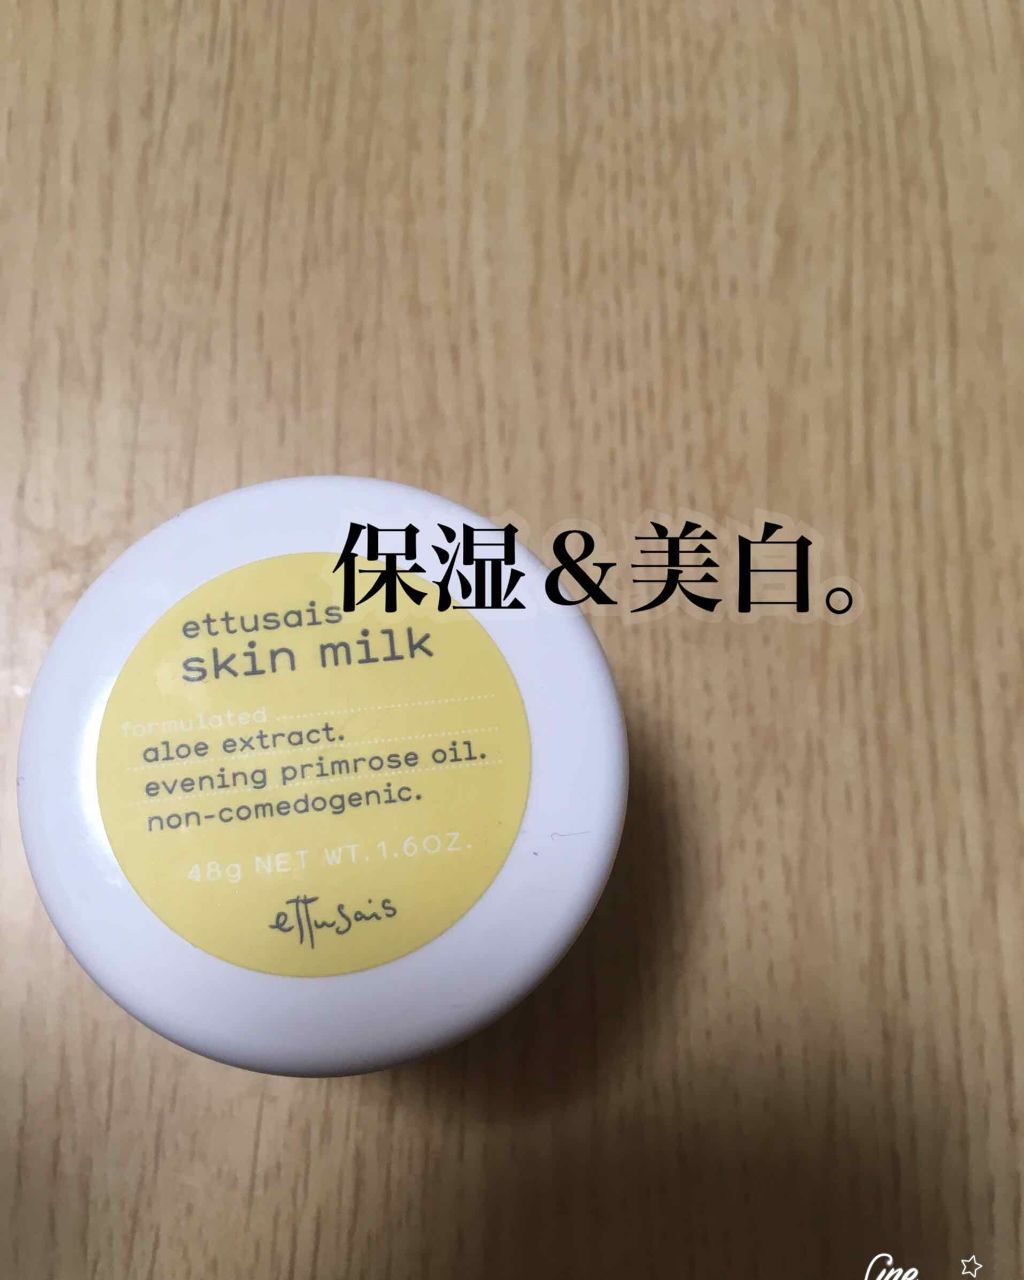 保湿&美白。
ettusais
skin milk
formulated
aloe extract.
evening primrose oil.
non-comedogenic.
48g NET WT.1.6OZ.
ettusais